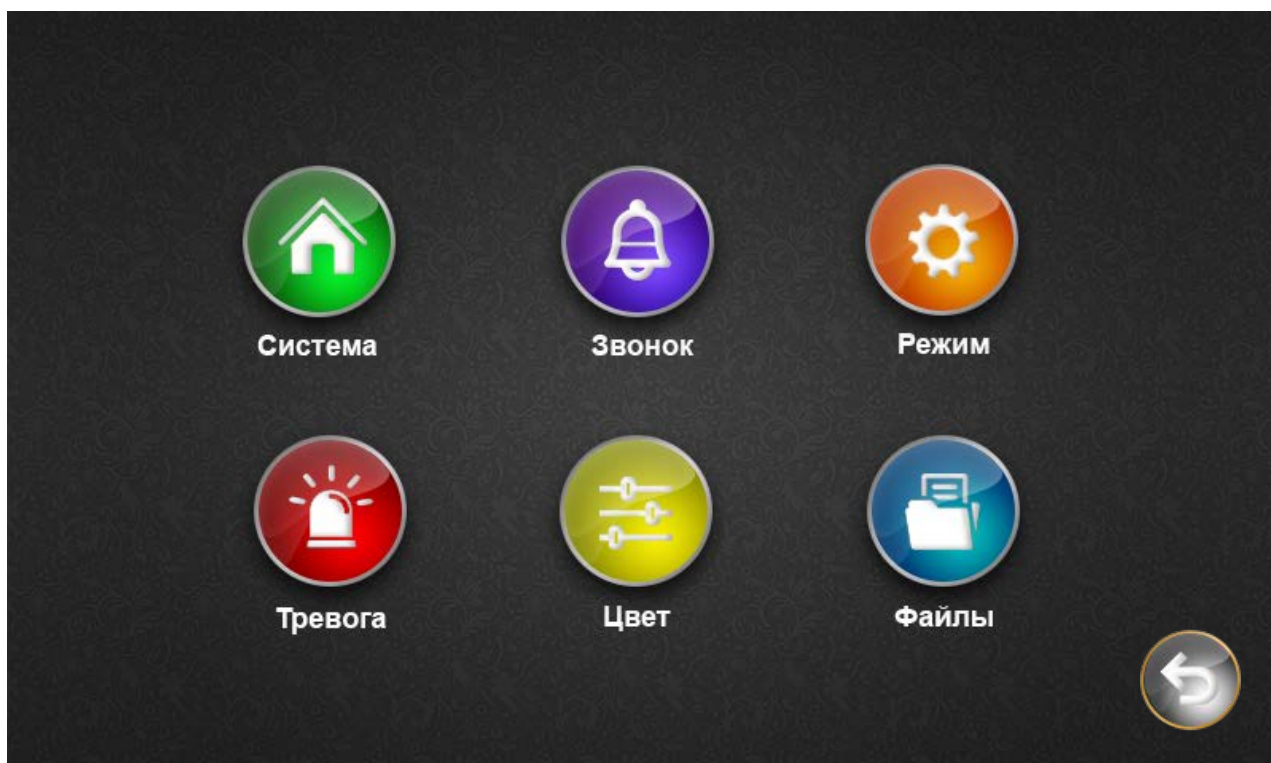 Система
Звонок
Режим
Тревога
Цвет
Файлы